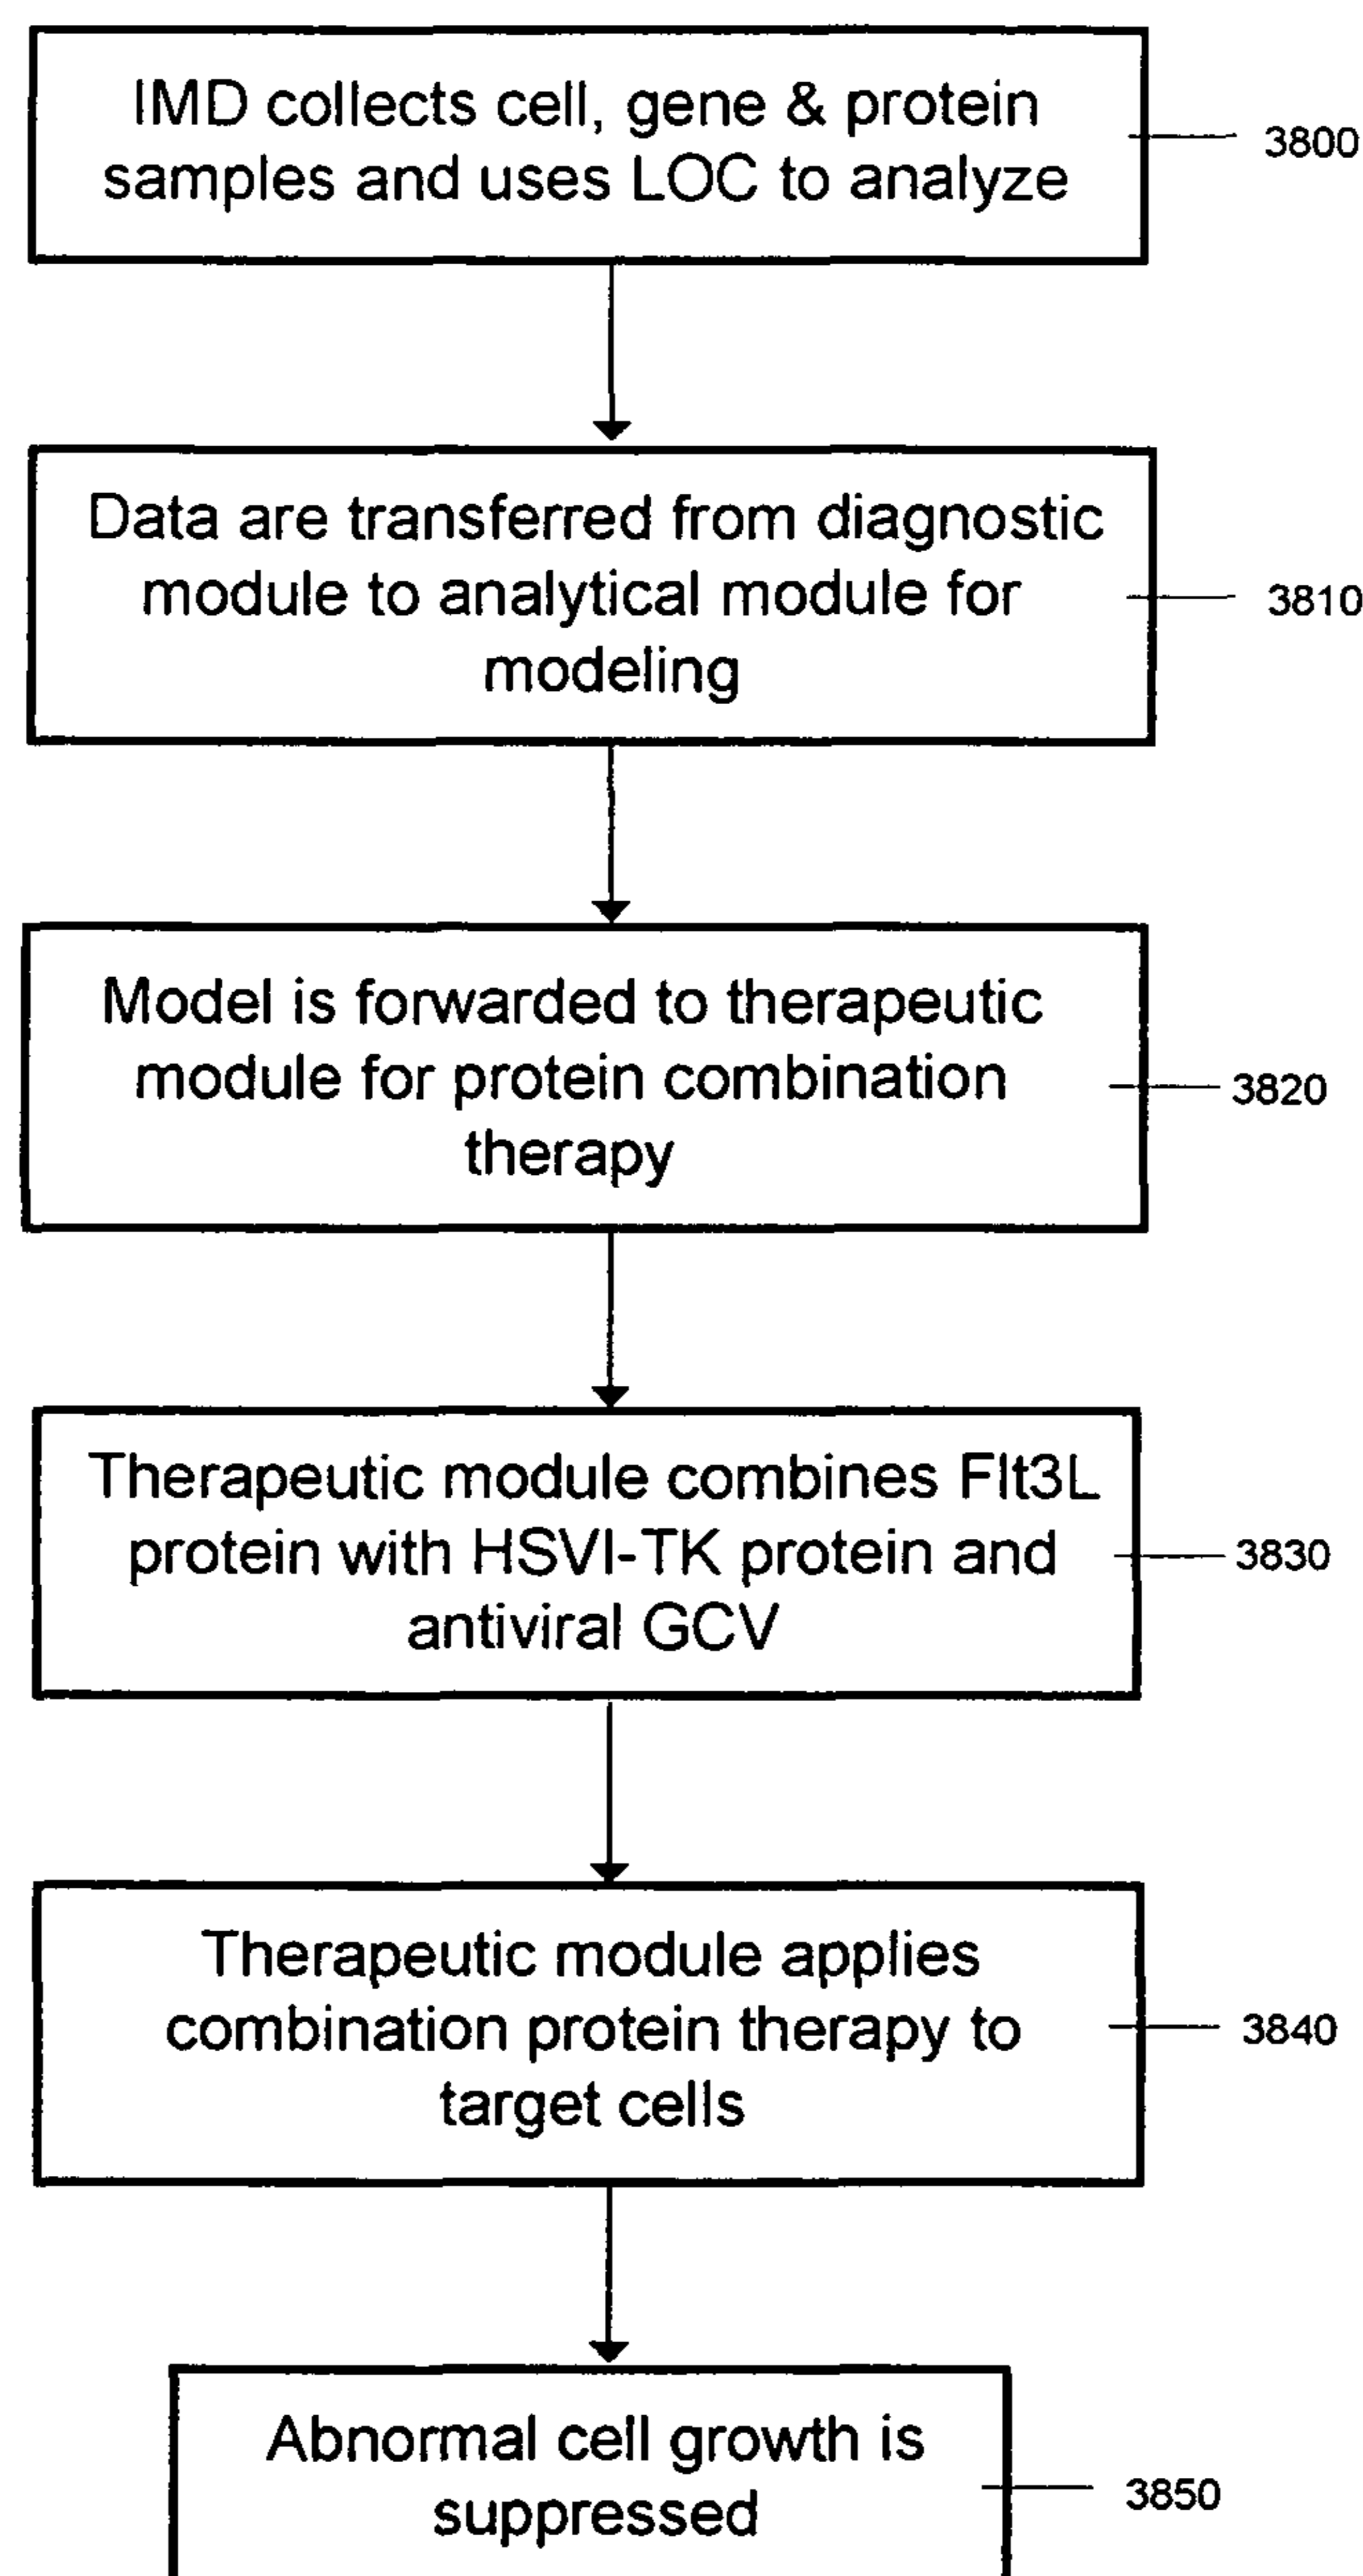 IMD collects cell, gene & protein
samples and uses LOC to analyze
3800
Data are transferred from diagnostic
module to analytical module for
modeling
3810
Model is forwarded to therapeutic
module for protein combination
therapy
3820
Therapeutic module combines Flt3L
protein with HSVI-TK protein and
antiviral GCV
3830
Therapeutic module applies
combination protein therapy to
target cells
3840
Abnormal cell growth is
suppressed
3850